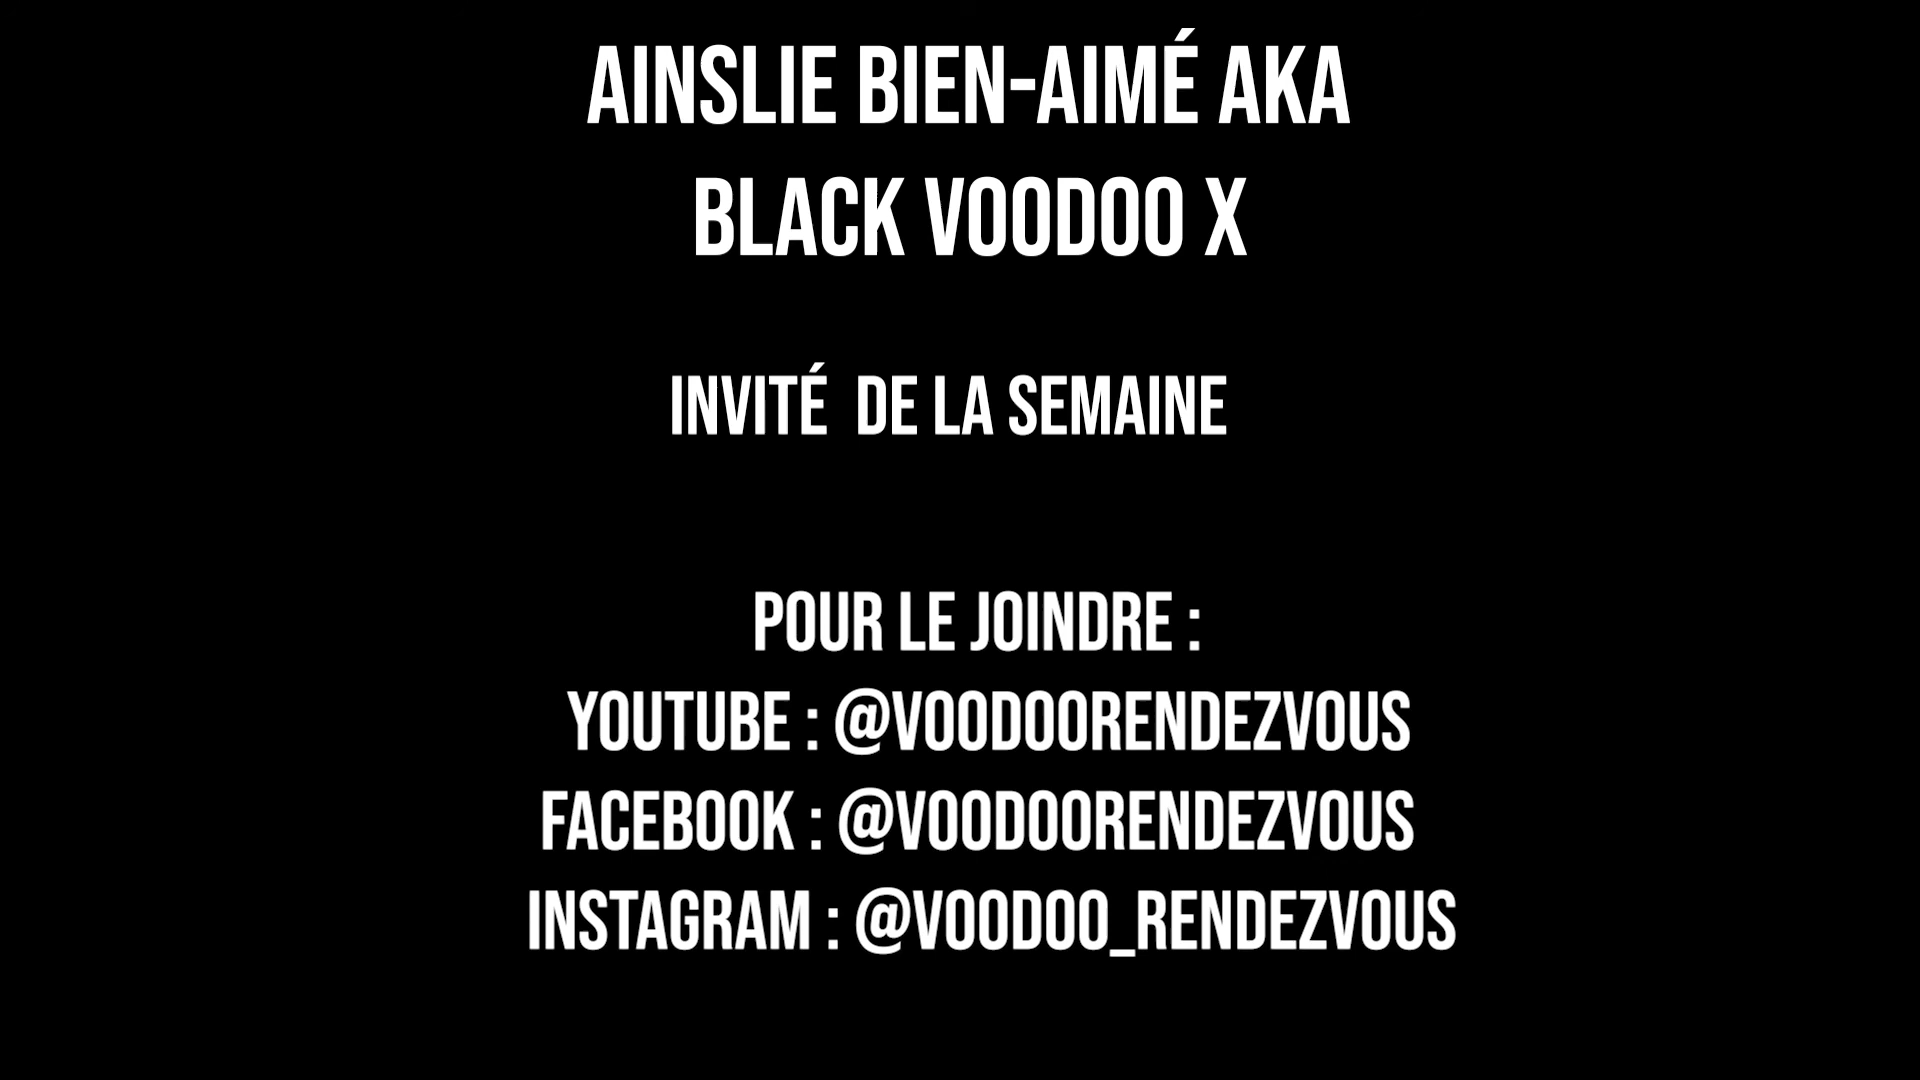 AINSLIE BIEN-AIMÉ AKA
BLACK VOODOO X
INVITÉ DE LA SEMAINE
POUR LE JOINDRE :
YOUTUBE : @VOODOORENDEZVOUS
FACEBOOK : @VOODOORENDEZVOUS
INSTAGRAM : @VOODOO_RENDEZVOUS